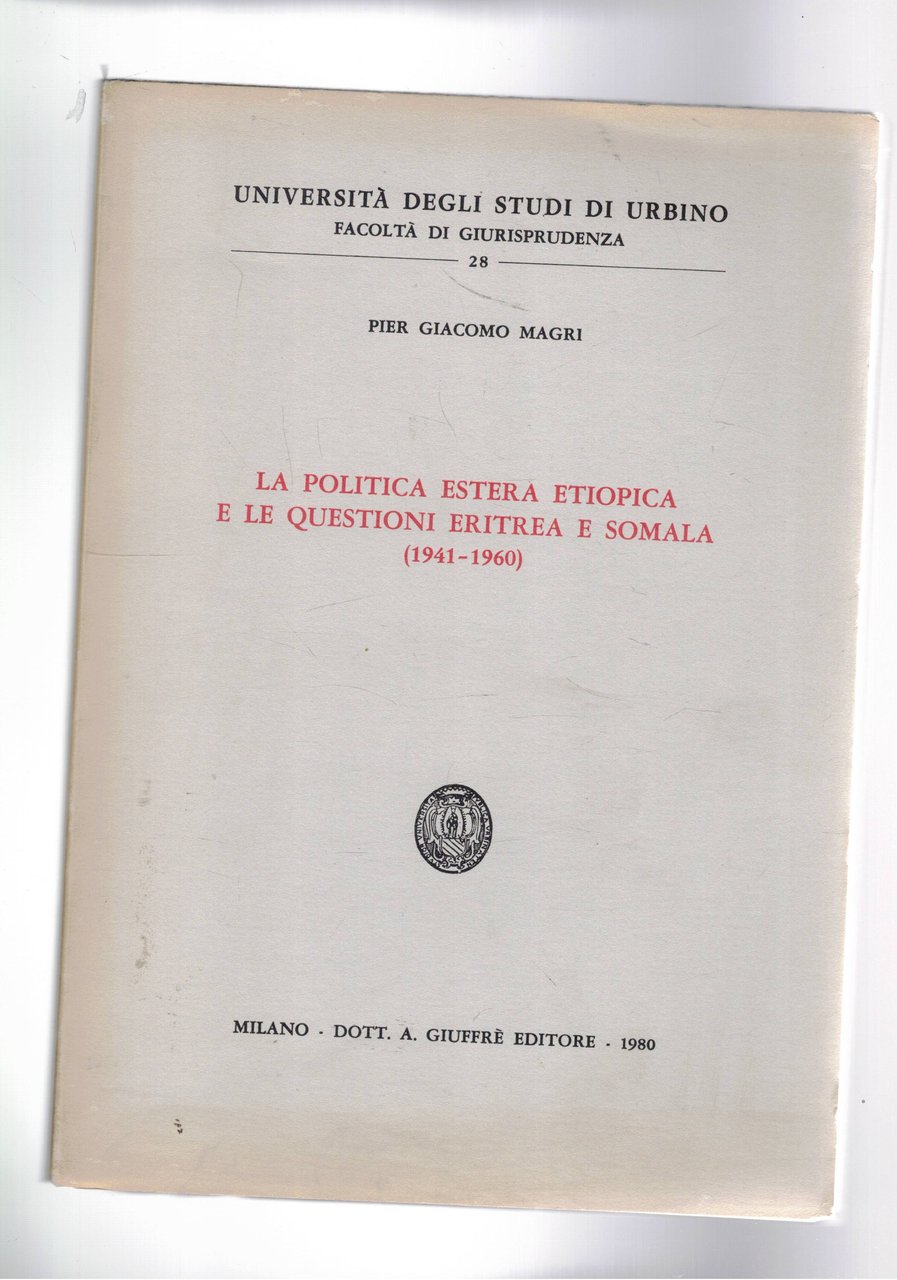 UNIVERSITÀ DEGLI STUDI DI URBINO
FACOLTÀ DI GIURISPRUDENZA
28
PIER GIACOMO MAGRI
LA POLITICA ESTERA ETIOPICA
E LE QUESTIONI ERITREA E SOMALA
(1941-1960)
MILANO - DOTT. A. GIUFFRÈ EDITORE - 1980